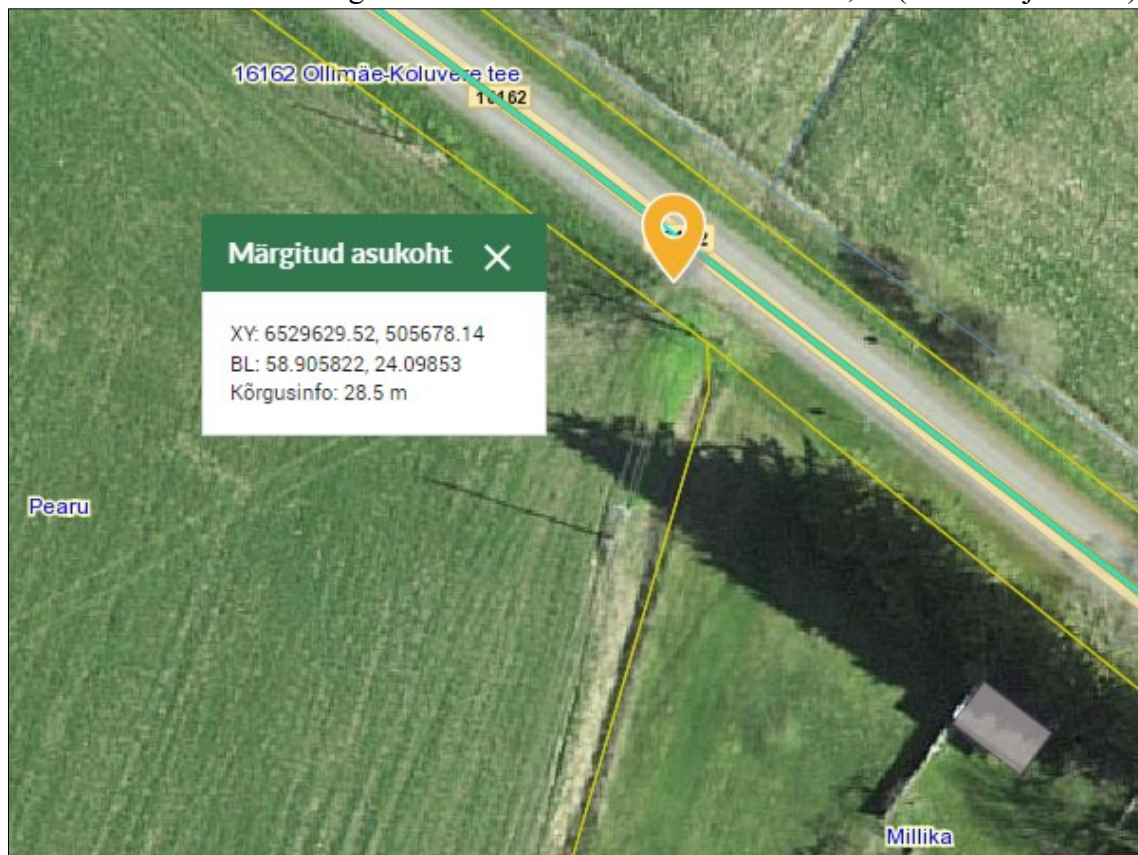 16162 Ollimäe-Koluvere tee
16162
Märgitud asukoht
XY: 6529629.52, 505678.14
BL: 58.905822, 24.09853
Kõrgusinfo: 28.5 m
Pearu
Millika